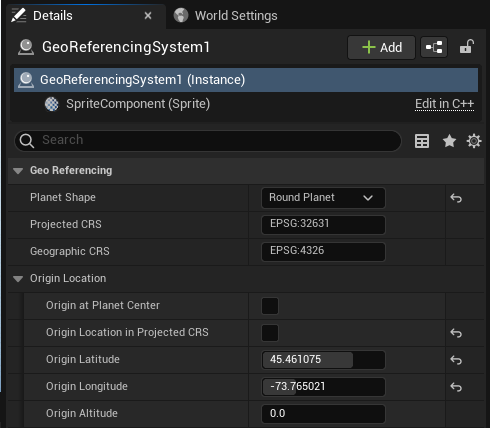 Details
World Settings
GeoReferencingSystem1
Add
GeoReferencingSystem1 (Instance)
SpriteComponent (Sprite)
Edit in C++
Search
Geo Referencing
Planet Shape
Round Planet
Projected CRS
EPSG:32631
Geographic CRS
EPSG:4326
Origin Location
Origin at Planet Center
Origin Location in Projected CRS
Origin Latitude
45.461075
Origin Longitude
-73.765021
Origin Altitude
0.0